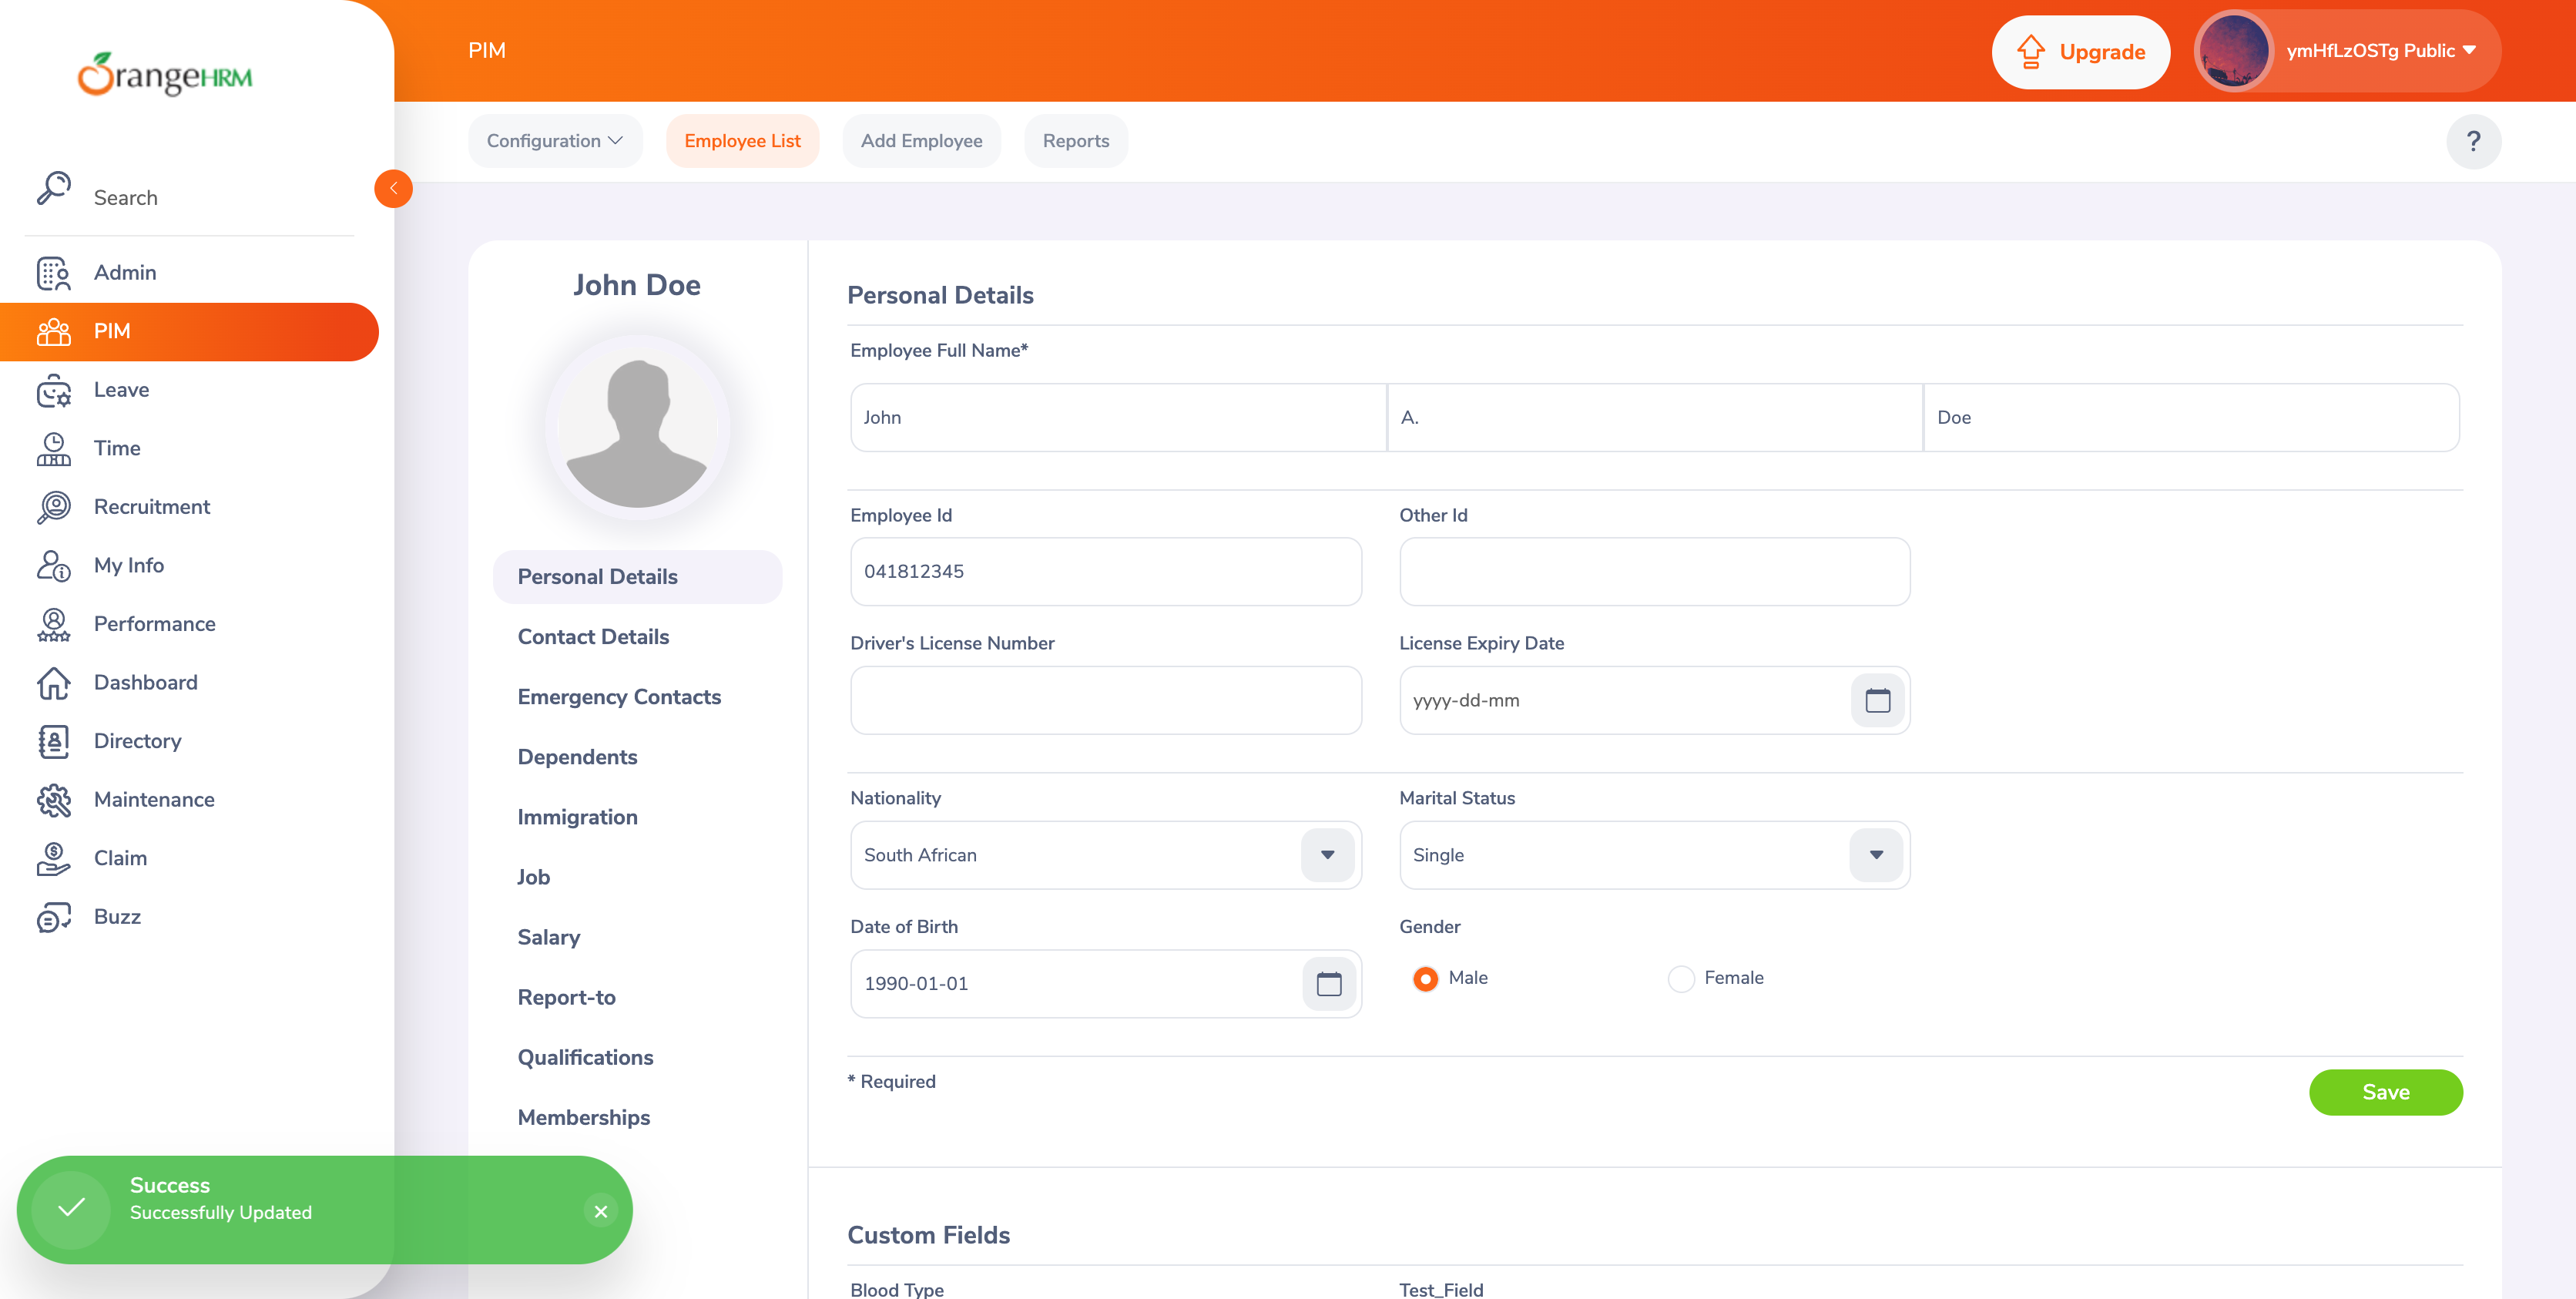 OrangeHRM
Search
Admin
PIM
Leave
Time
Recruitment
My Info
Performance
Dashboard
Directory
Maintenance
Claim
Buzz
PIM
Upgrade
ymHfLzOSTg Public
Configuration
Employee List
Add Employee
Reports
?
John Doe
Personal Details
Contact Details
Emergency Contacts
Dependents
Immigration
Job
Salary
Report-to
Qualifications
Memberships
Personal Details
Employee Full Name*
John
A.
Doe
Employee Id
Other Id
041812345
Driver's License Number
License Expiry Date
yyyy-dd-mm
Nationality
Marital Status
South African
Single
Date of Birth
Gender
1990-01-01
Male
Female
* Required
Save
Custom Fields
Blood Type
Test_Field
Success
Successfully Updated